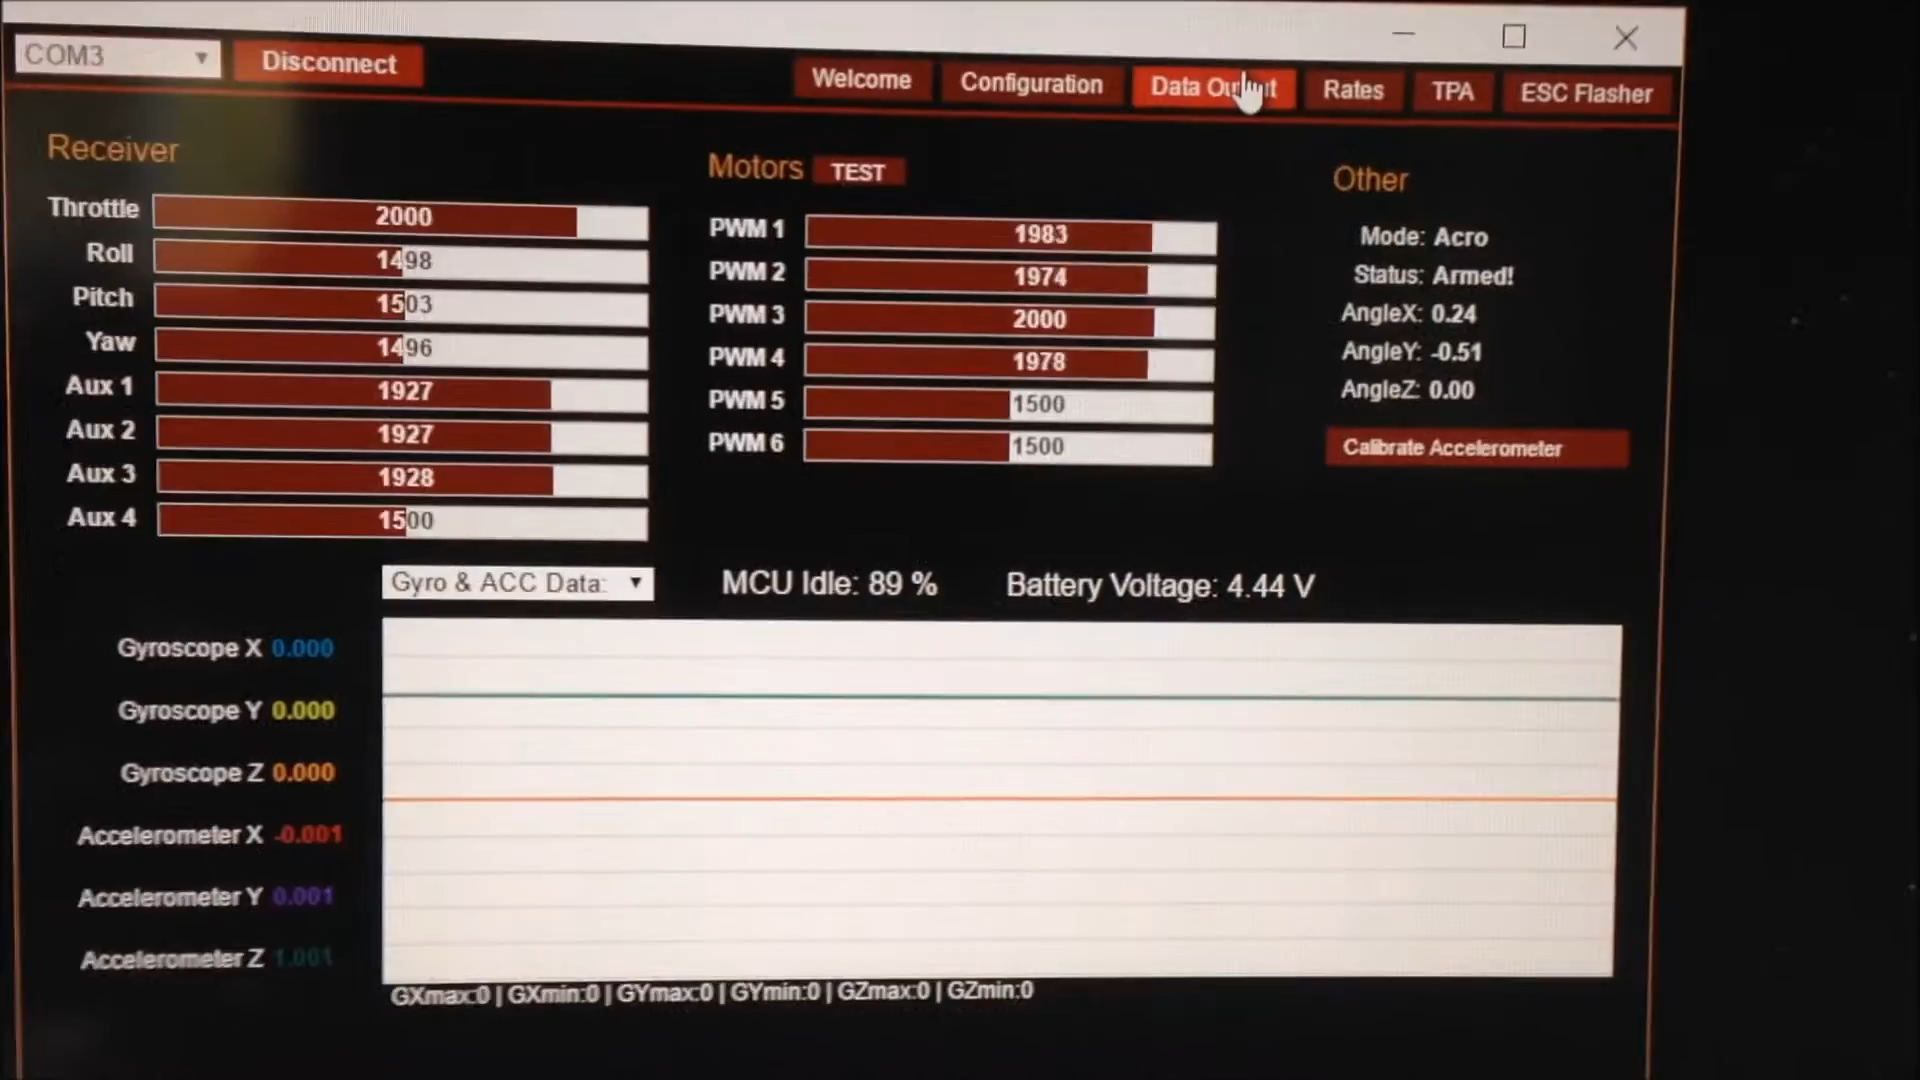 COM3
Disconnect
Welcome
Configuration
Data Output
Rates
TPA
ESC Flasher
Receiver
Throttle 2000
Roll 1498
Pitch 1503
Yaw 1496
Aux 1 1927
Aux 2 1927
Aux 3 1928
Aux 4 1500
Motors TEST
PWM 1 1983
PWM 2 1974
PWM 3 2000
PWM 4 1978
PWM 5 1500
PWM 6 1500
Other
Mode: Acro
Status: Armed!
AngleX: 0.24
AngleY: -0.51
AngleZ: 0.00
Calibrate Accelerometer
Gyro & ACC Data:
MCU Idle: 89 %
Battery Voltage: 4.44 V
Gyroscope X 0.000
Gyroscope Y 0.000
Gyroscope Z 0.000
Accelerometer X -0.001
Accelerometer Y 0.001
Accelerometer Z 1.001
GXmax:0 | GXmin:0 | GYmax:0 | GYmin:0 | GZmax:0 | GZmin:0